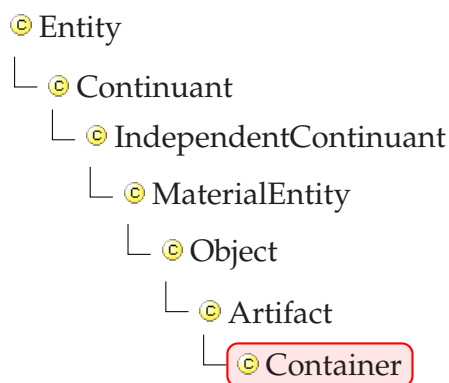 © Entity
© Continuant
© IndependentContinuant
© MaterialEntity
© Object
© Artifact
© Container